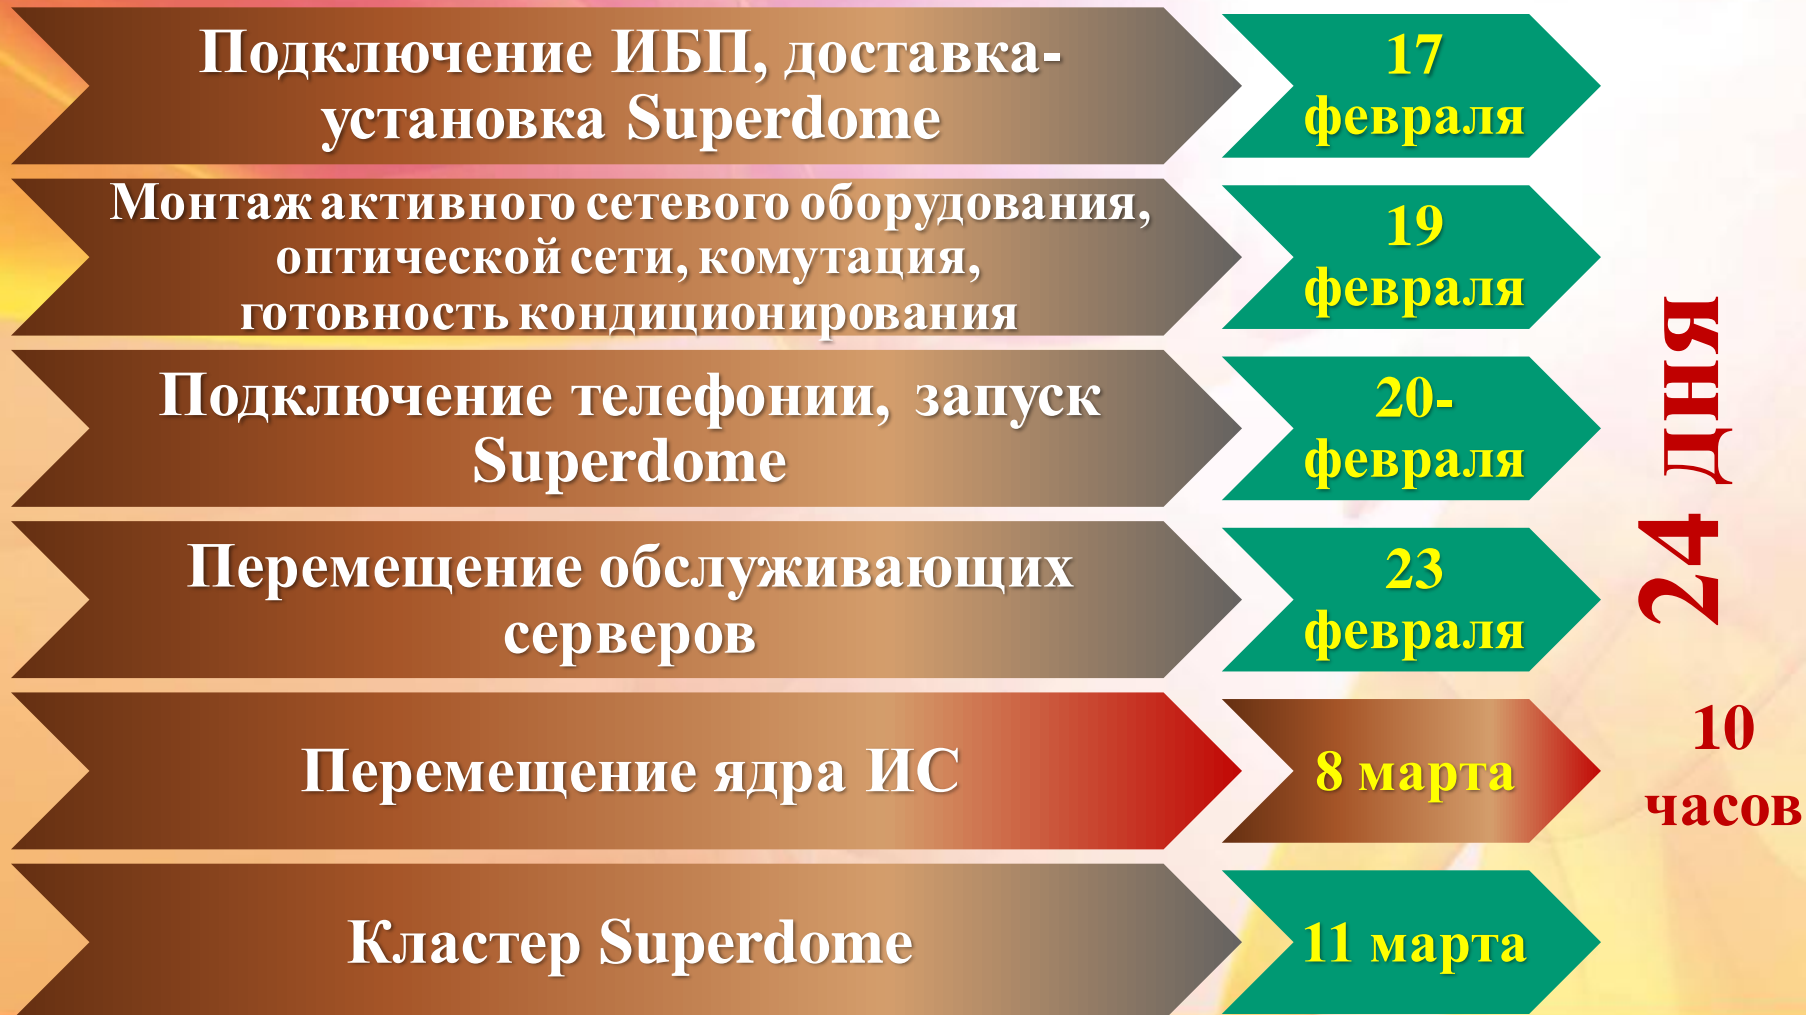 Подключение ИБП, доставка-
установка Superdome
17
февраля
Монтаж активного сетевого оборудования,
оптической сети, комутация,
готовность кондиционирования
19
февраля
Подключение телефонии, запуск
Superdome
20-
февраля
Перемещение обслуживающих
серверов
23
февраля
Перемещение ядра ИС
8 марта
Кластер Superdome
11 марта
24 дня
10
часов